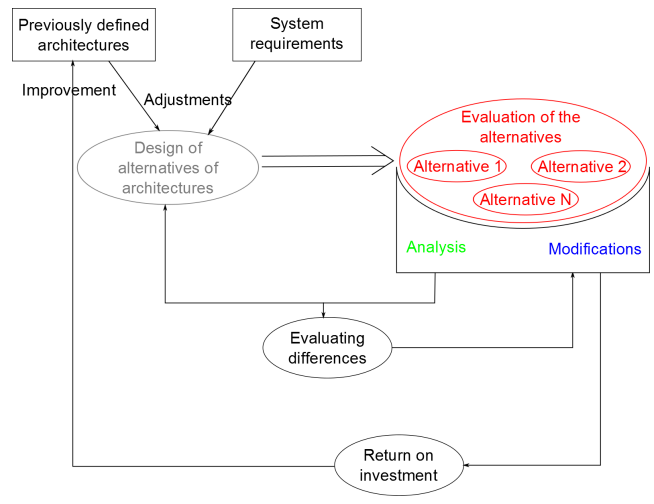 Previously defined
architectures
System
requirements
Improvement
Adjustments
Design of
alternatives of
architectures
Evaluation of the
alternatives
Alternative 1
Alternative 2
Alternative N
Analysis
Modifications
Evaluating
differences
Return on
investment